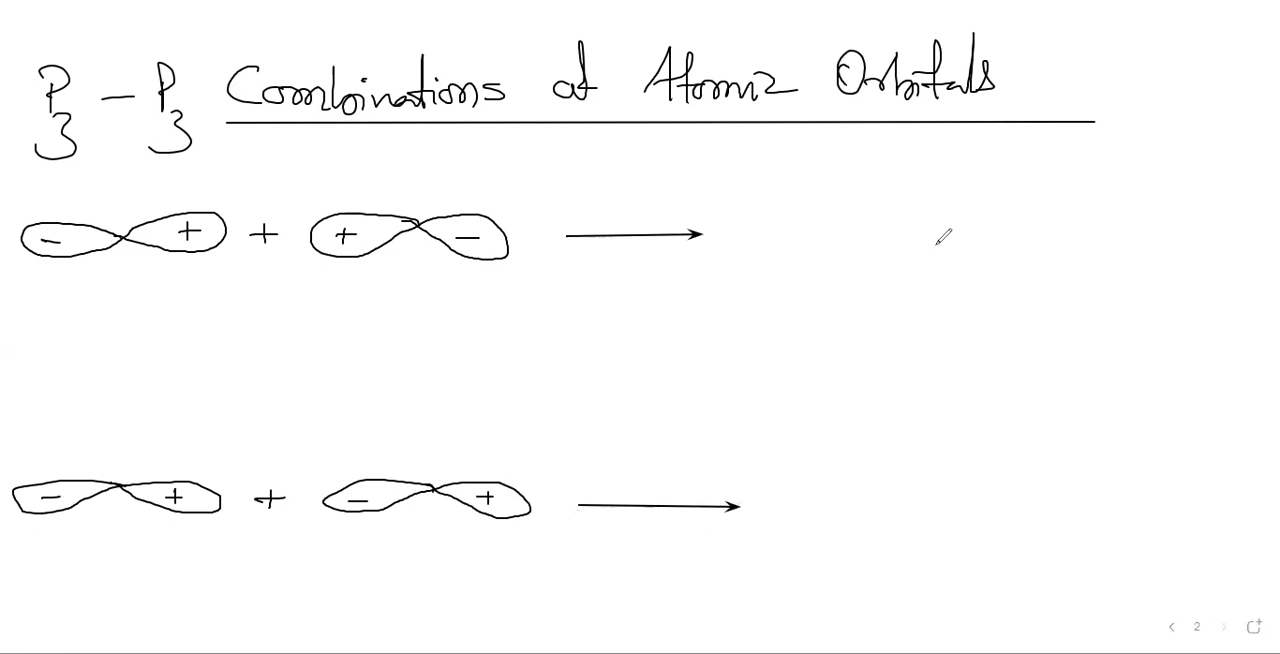 P3 - P3 Combinations of Atomic Orbitals
- + + + -
- + + - +
2